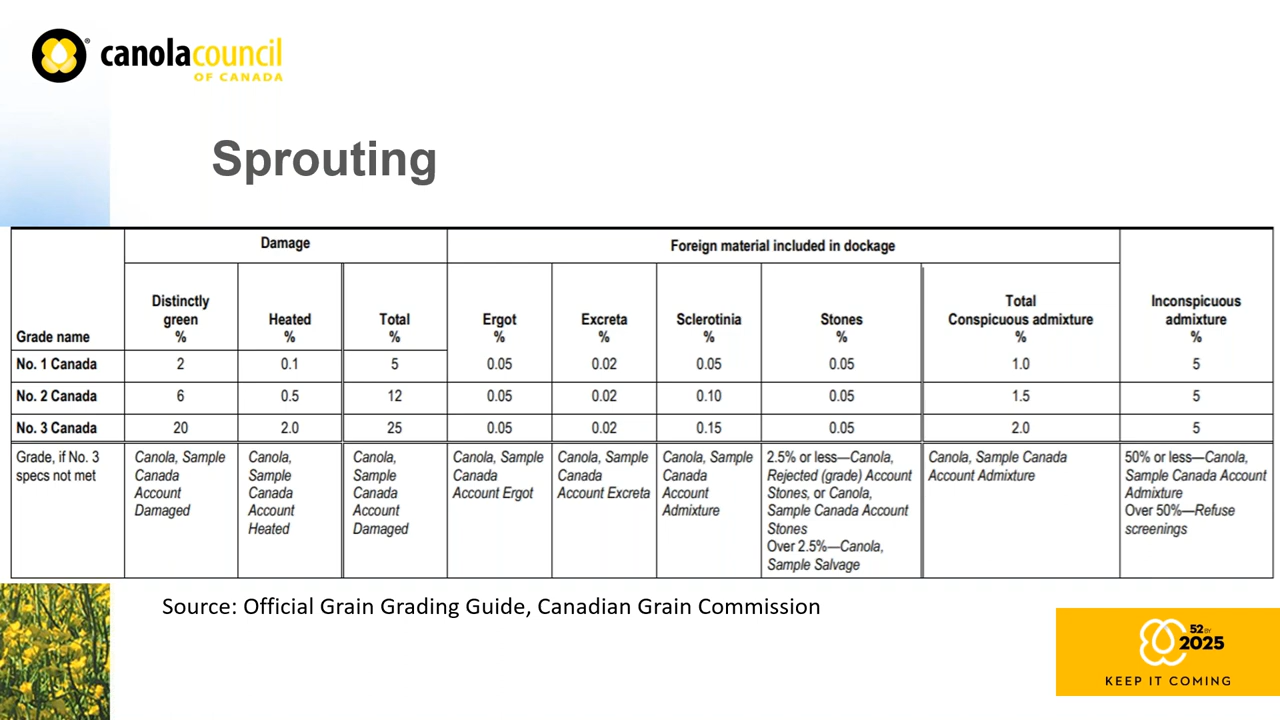 canolacouncil
OF CANADA
Sprouting
Damage
Foreign material included in dockage
Grade name
Distinctly
green
%
Heated
%
Total
%
Ergot
%
Excreta
%
Sclerotinia
%
Stones
%
Total
Conspicuous admixture
%
Inconspicuous
admixture
%
No. 1 Canada 2 0.1 5 0.05 0.02 0.05 0.05 1.0 5
No. 2 Canada 6 0.5 12 0.05 0.02 0.10 0.05 1.5 5
No. 3 Canada 20 2.0 25 0.05 0.02 0.15 0.05 2.0 5
Grade, if No. 3
specs not met
Canola, Sample
Canada
Account
Damaged
Canola,
Sample
Canada
Account
Heated
Canola,
Sample
Canada
Account
Damaged
Canola, Sample
Canada
Account Ergot
Canola, Sample
Canada
Account Excreta
Canola, Sample
Canada
Account
Admixture
2.5% or less—Canola,
Rejected (grade) Account
Stones, or Canola,
Sample Canada Account
Stones
Over 2.5%—Canola,
Sample Salvage
Canola, Sample Canada
Account Admixture
50% or less—Canola,
Sample Canada Account
Admixture
Over 50%—Refuse
screenings
Source: Official Grain Grading Guide, Canadian Grain Commission
52 BY
2025
KEEP IT COMING